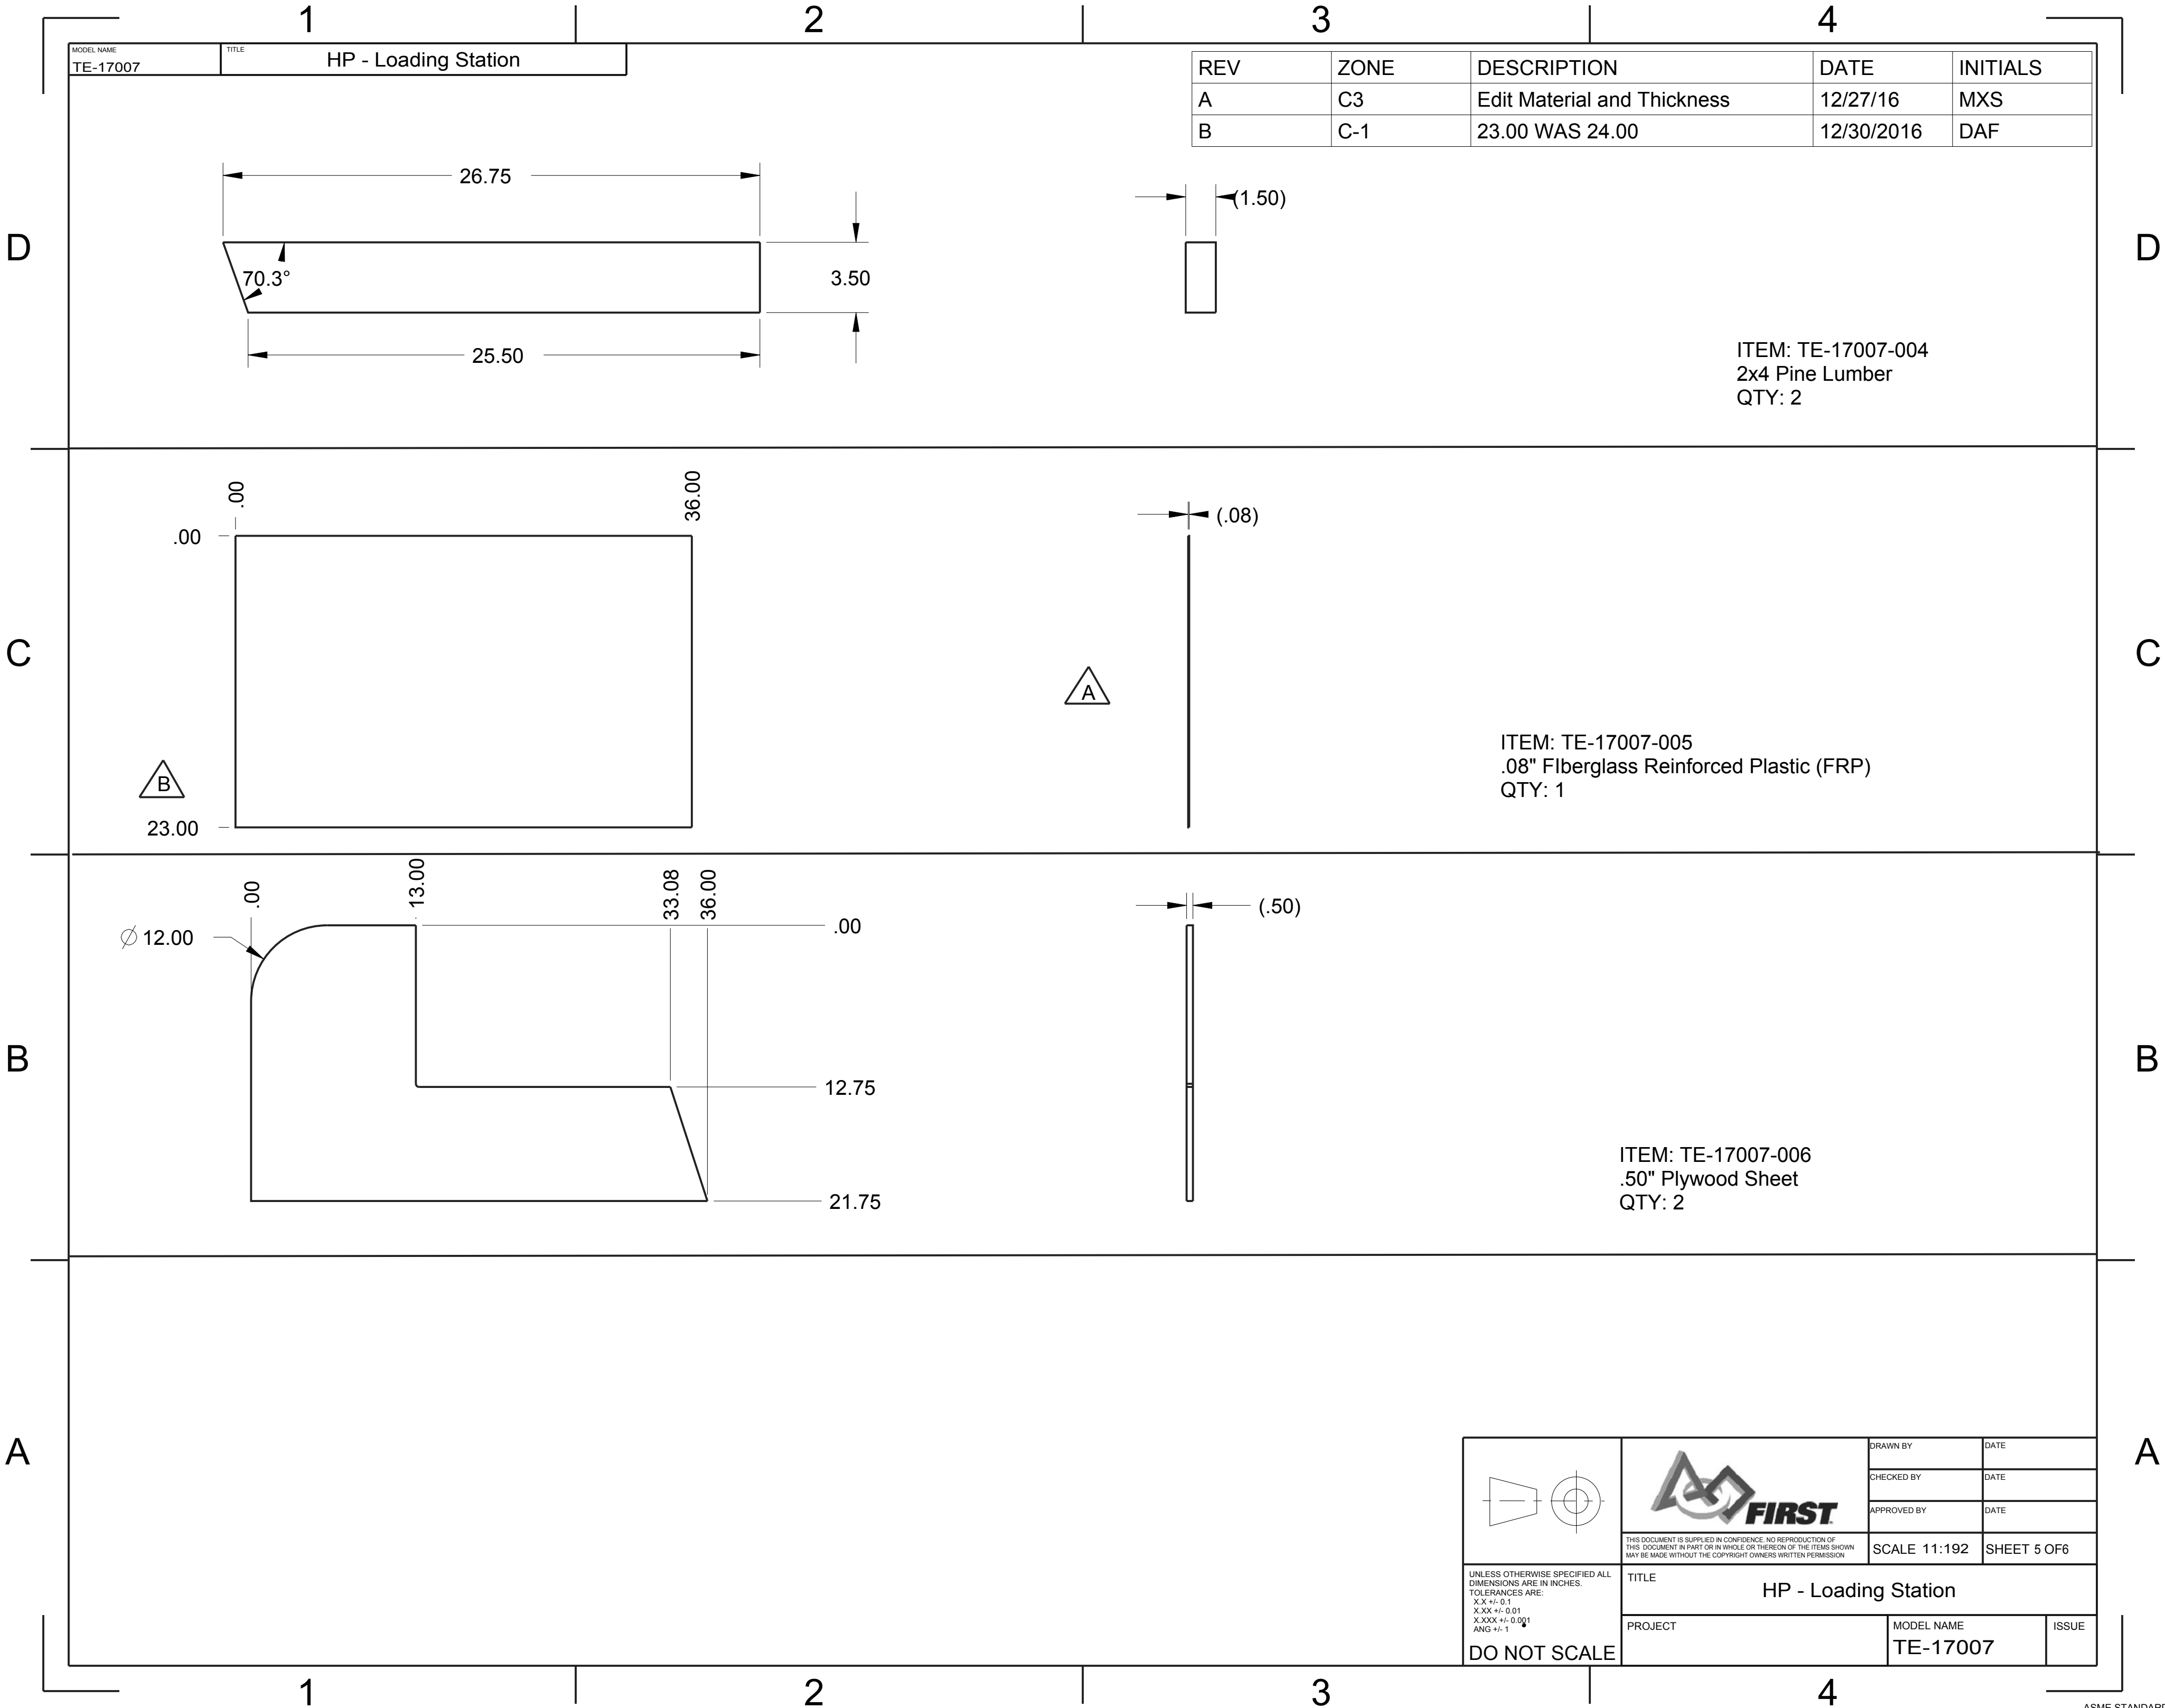 1 2 3 4
MODEL NAME
TE-17007
TITLE
HP - Loading Station
REV ZONE DESCRIPTION DATE INITIALS
A C3 Edit Material and Thickness 12/27/16 MXS
B C-1 23.00 WAS 24.00 12/30/2016 DAF
D D
26.75
(1.50)
70.3°
3.50
25.50
ITEM: TE-17007-004
2x4 Pine Lumber
QTY: 2
C C
.00
36.00
.00
(.08)
A
B
23.00
ITEM: TE-17007-005
.08" FIberglass Reinforced Plastic (FRP)
QTY: 1
B B
.00
13.00
33.08
36.00
∅ 12.00
.00
(.50)
12.75
21.75
ITEM: TE-17007-006
.50" Plywood Sheet
QTY: 2
A A
FIRST
DRAWN BY DATE
CHECKED BY DATE
APPROVED BY DATE
THIS DOCUMENT IS SUPPLIED IN CONFIDENCE. NO REPRODUCTION OF
THIS DOCUMENT IN PART OR IN WHOLE OR THEREON OF THE ITEMS SHOWN
MAY BE MADE WITHOUT THE COPYRIGHT OWNERS WRITTEN PERMISSION
SCALE 11:192 SHEET 5 OF6
UNLESS OTHERWISE SPECIFIED ALL
DIMENSIONS ARE IN INCHES.
TOLERANCES ARE:
X.X +/- 0.1
X.XX +/- 0.01
X.XXX +/- 0.001
ANG +/- 1
DO NOT SCALE
TITLE
HP - Loading Station
PROJECT
MODEL NAME
TE-17007
ISSUE
1 2 3 4
ASME STANDARD